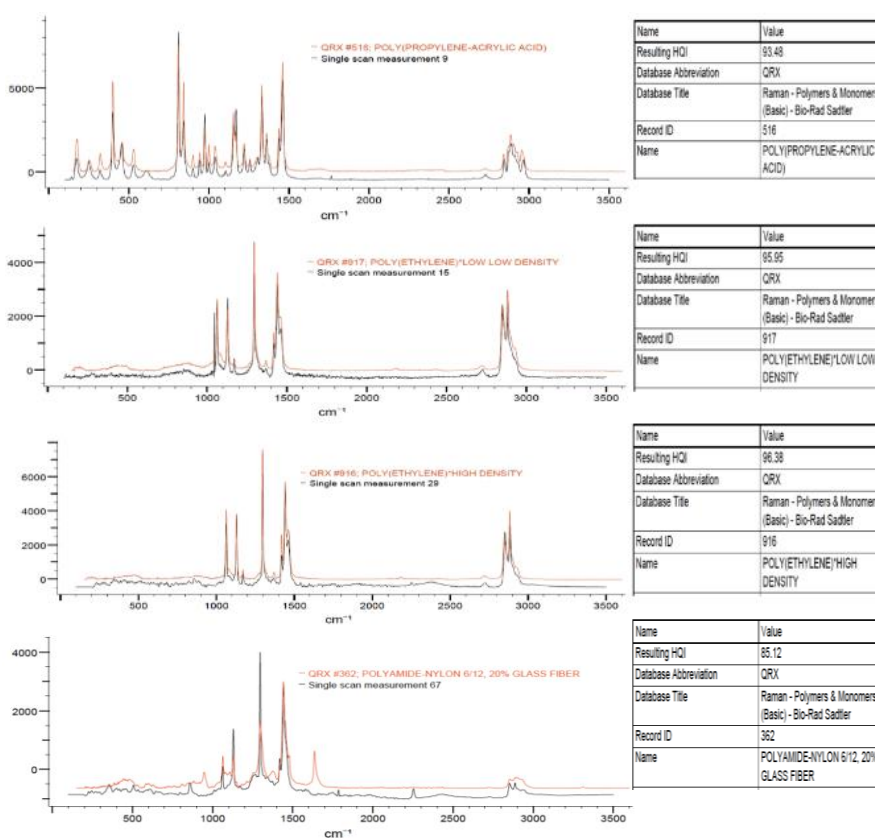 QRX #516; POLY(PROPYLENE-ACRYLIC ACID)
Single scan measurement 9
5000
0
500 1000 1500 2000 2500 3000 3500
cm⁻¹
Name Value
Resulting HQI 93.48
Database Abbreviation QRX
Database Title Raman - Polymers & Monomers
(Basic) - Bio-Rad Sadtler
Record ID 516
Name POLY(PROPYLENE-ACRYLIC
ACID)
QRX #917; POLY(ETHYLENE)*LOW LOW DENSITY
Single scan measurement 15
4000
2000
0
500 1000 1500 2000 2500 3000 3500
cm⁻¹
Name Value
Resulting HQI 95.95
Database Abbreviation QRX
Database Title Raman - Polymers & Monomer
(Basic) - Bio-Rad Sadtler
Record ID 917
Name POLY(ETHYLENE)*LOW LOW
DENSITY
QRX #916; POLY(ETHYLENE)*HIGH DENSITY
Single scan measurement 29
6000
4000
2000
0
500 1000 1500 2000 2500 3000 3500
cm⁻¹
Name Value
Resulting HQI 96.38
Database Abbreviation QRX
Database Title Raman - Polymers & Monomer
(Basic) - Bio-Rad Sadtler
Record ID 916
Name POLY(ETHYLENE)*HIGH
DENSITY
QRX #362; POLYAMIDE-NYLON 6/12, 20% GLASS FIBER
Single scan measurement 67
4000
2000
0
500 1000 1500 2000 2500 3000 3500
cm⁻¹
Name Value
Resulting HQI 85.12
Database Abbreviation QRX
Database Title Raman - Polymers & Monomers
(Basic) - Bio-Rad Sadtler
Record ID 362
Name POLYAMIDE-NYLON 6/12, 20%
GLASS FIBER